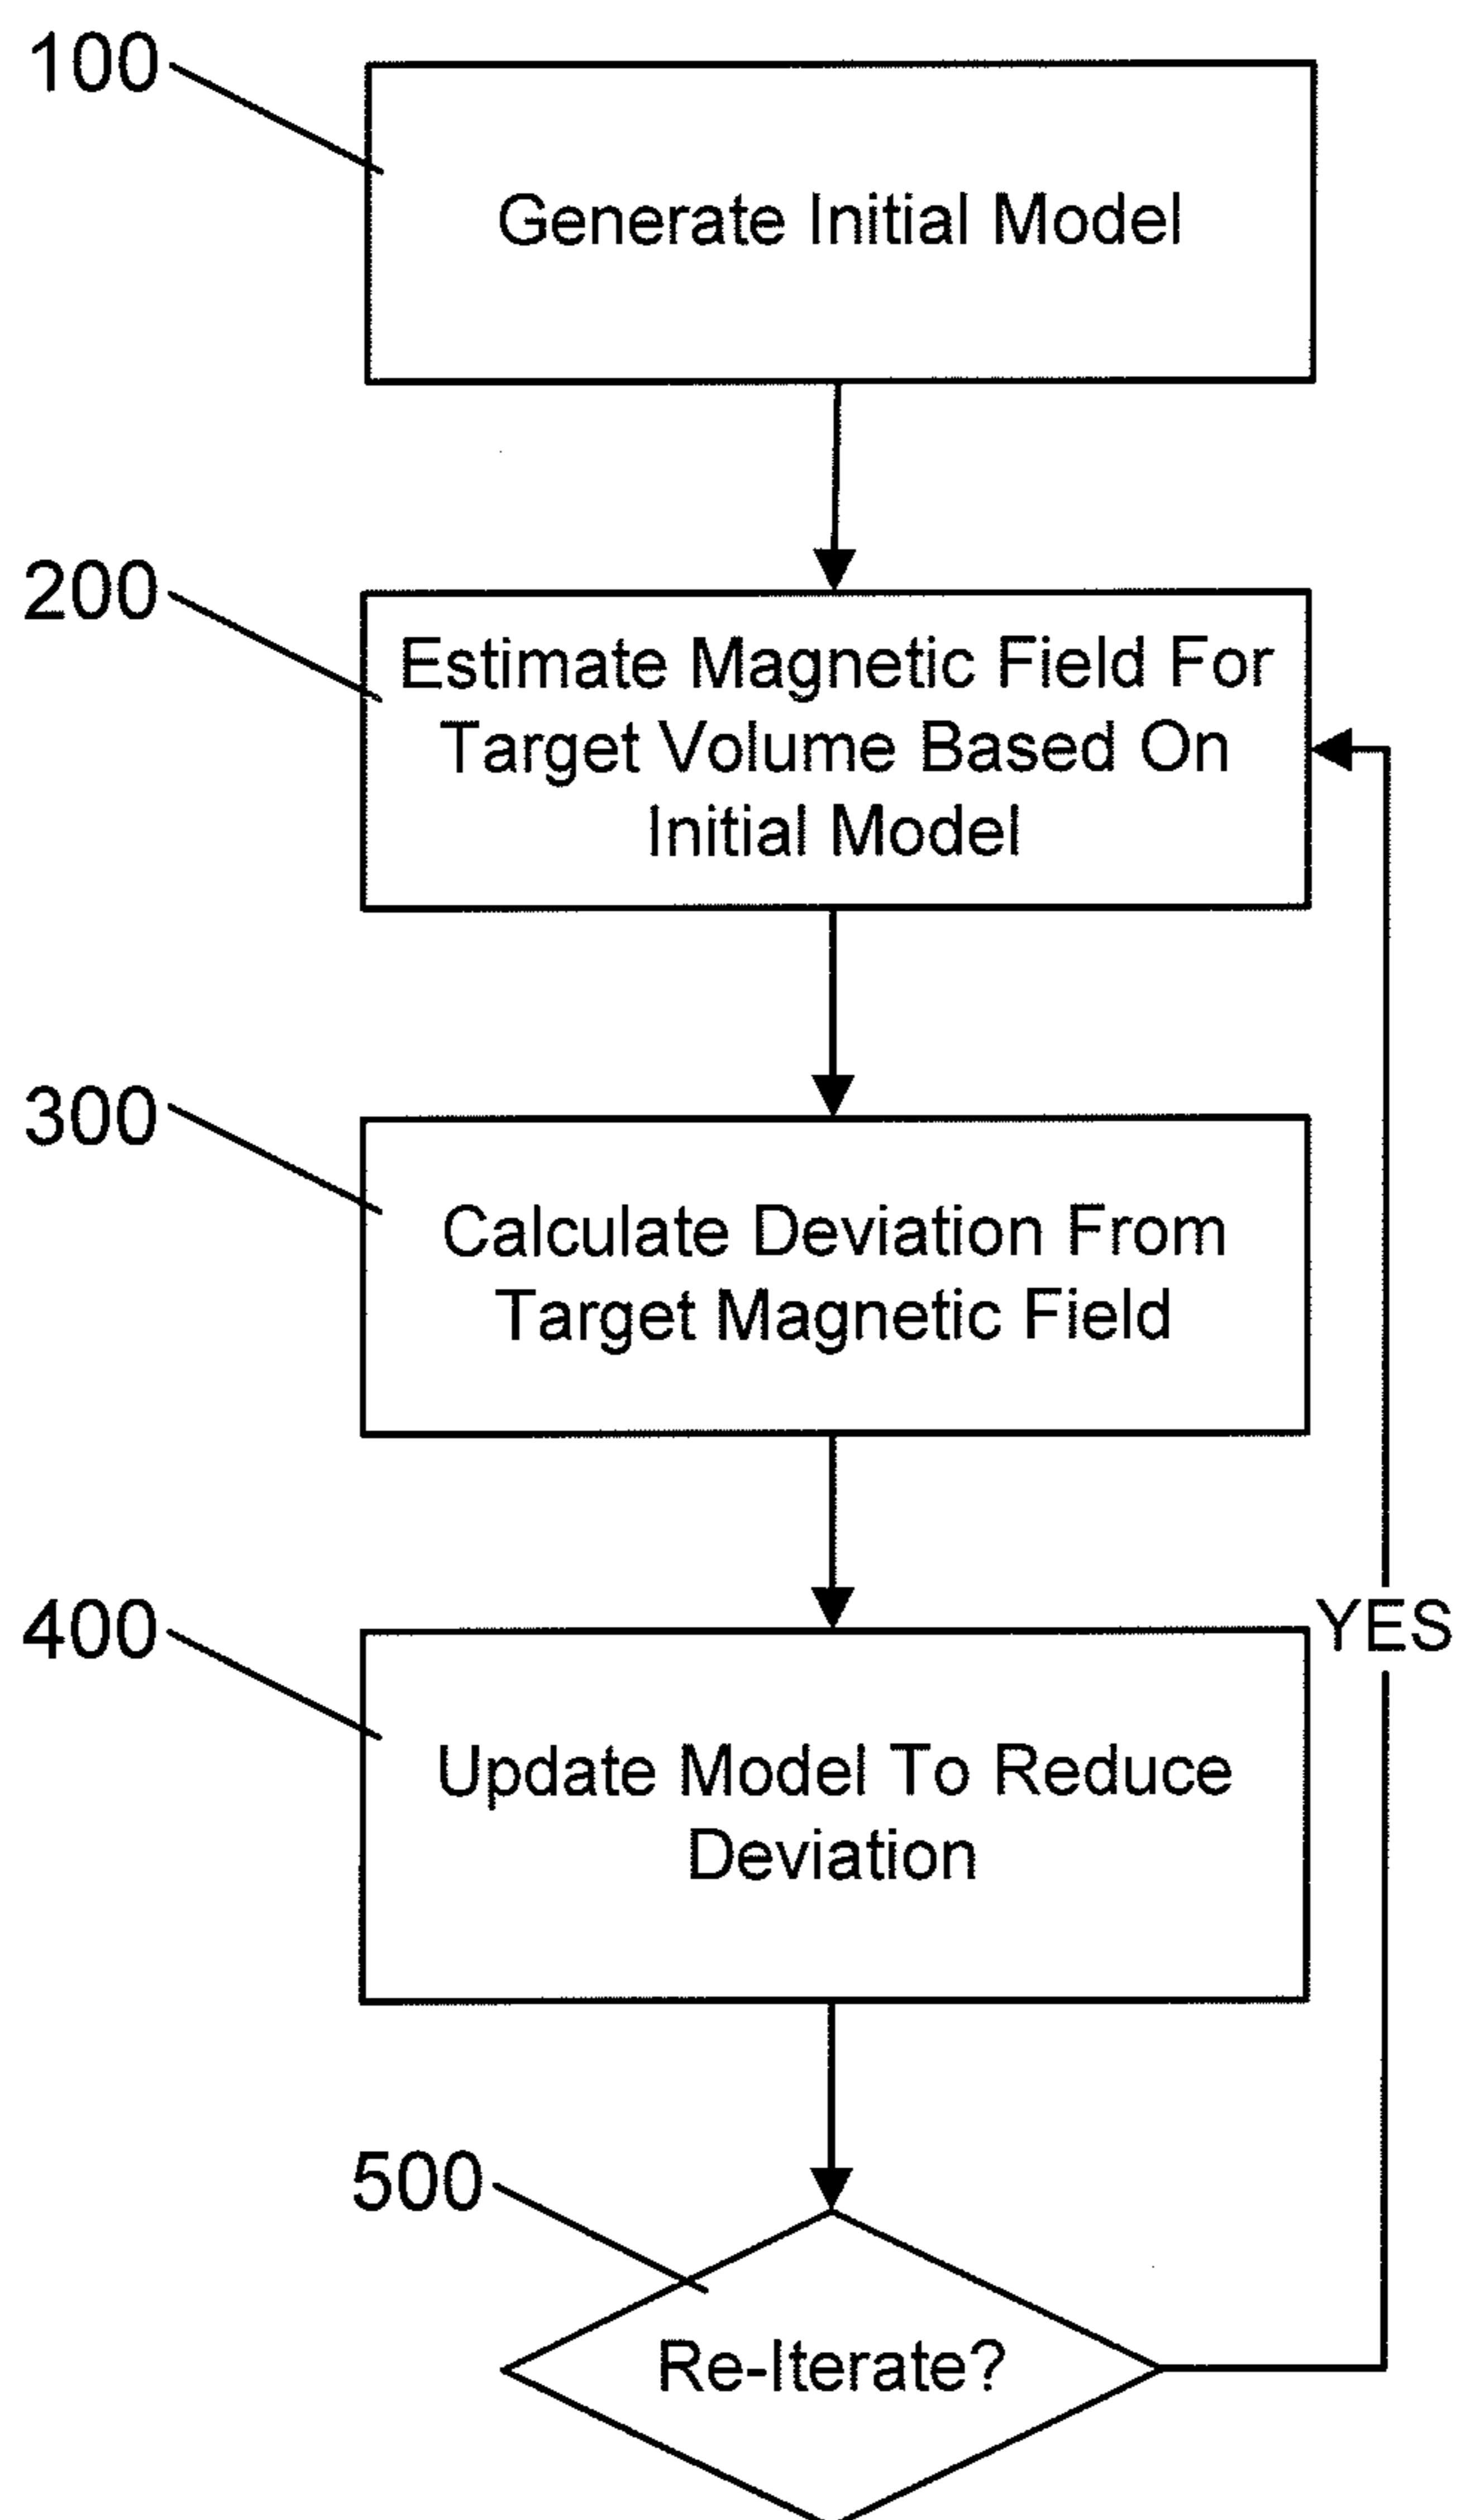 100
Generate Initial Model
200
Estimate Magnetic Field For
Target Volume Based On
Initial Model
300
Calculate Deviation From
Target Magnetic Field
400
YES
Update Model To Reduce
Deviation
500
Re-Iterate?